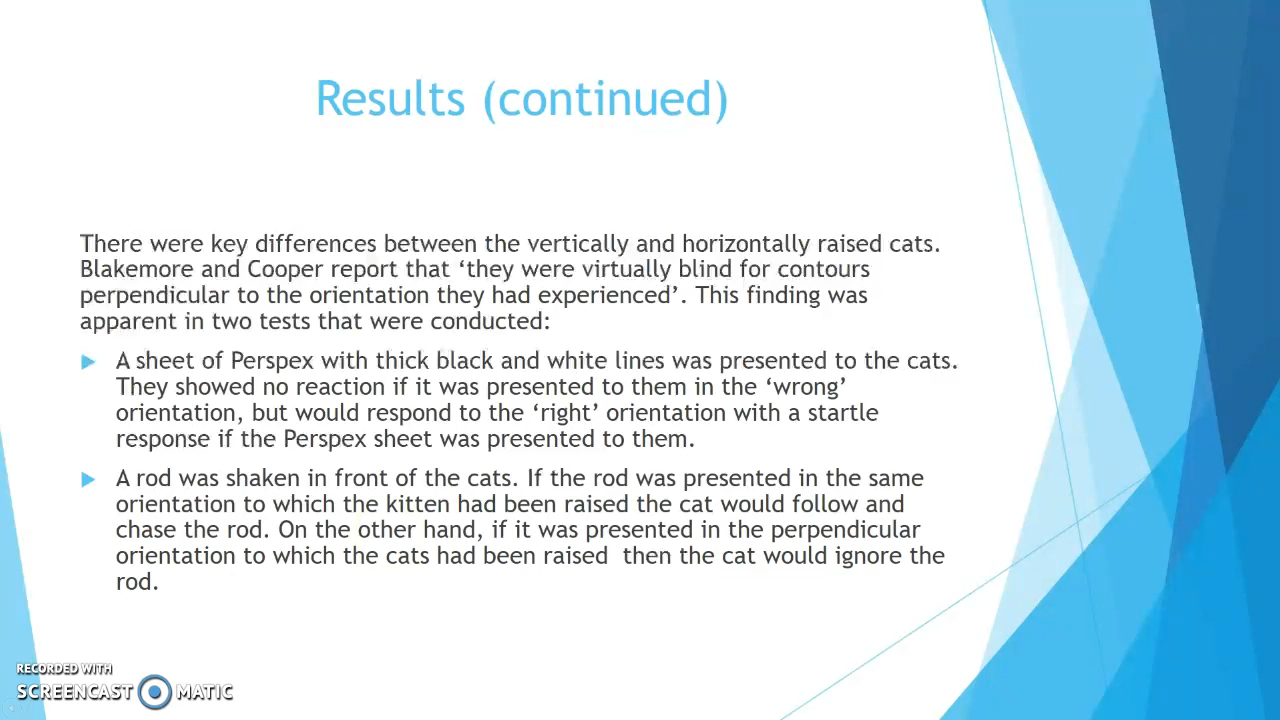 Results (continued)
There were key differences between the vertically and horizontally raised cats.
Blakemore and Cooper report that ‘they were virtually blind for contours
perpendicular to the orientation they had experienced’. This finding was
apparent in two tests that were conducted:
A sheet of Perspex with thick black and white lines was presented to the cats.
They showed no reaction if it was presented to them in the ‘wrong’
orientation, but would respond to the ‘right’ orientation with a startle
response if the Perspex sheet was presented to them.
A rod was shaken in front of the cats. If the rod was presented in the same
orientation to which the kitten had been raised the cat would follow and
chase the rod. On the other hand, if it was presented in the perpendicular
orientation to which the cats had been raised  then the cat would ignore the
rod.
RECORDED WITH
SCREENCAST MATIC